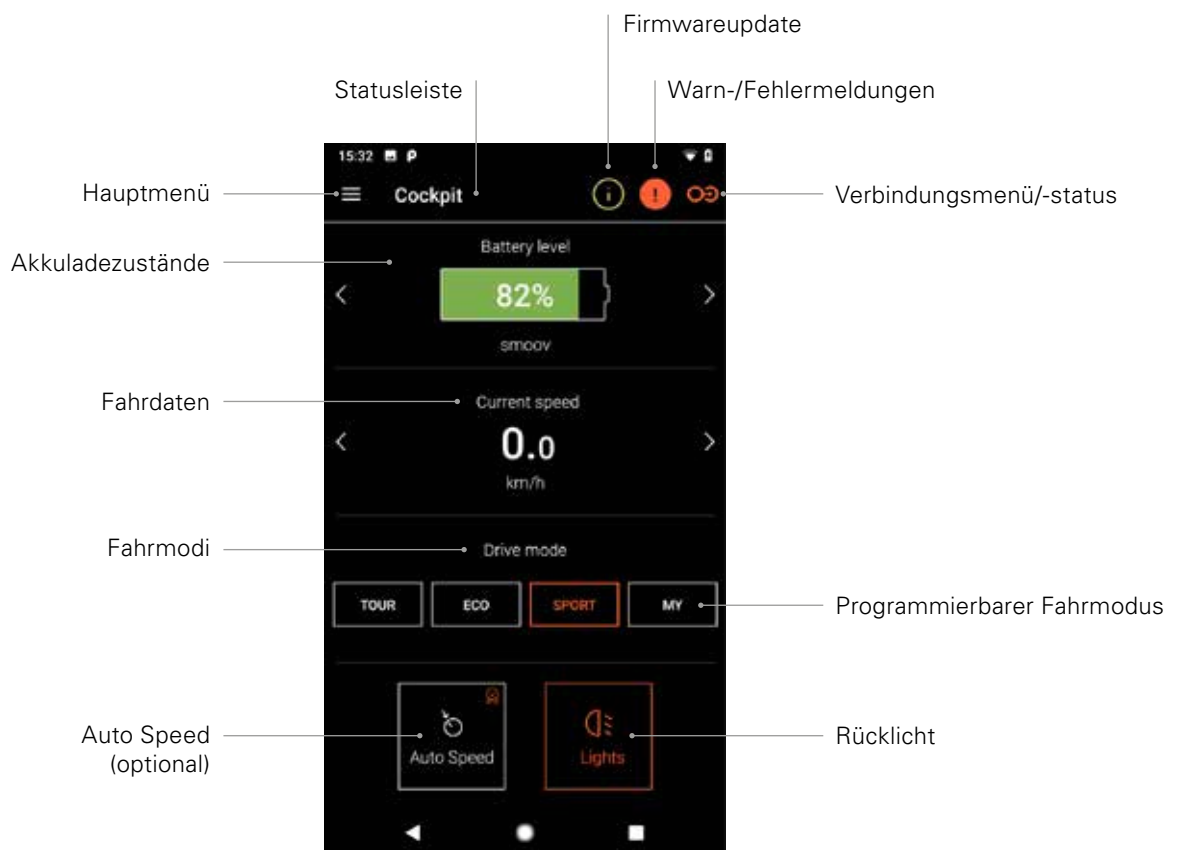 Firmwareupdate
Statusleiste
Warn-/Fehlermeldungen
15:32
Hauptmenü
Cockpit
Verbindungsmenü/-status
Akkuladezustände
Battery level
82%
smoov
Fahrdaten
Current speed
0.0
km/h
Fahrmodi
Drive mode
TOUR ECO SPORT MY
Programmierbarer Fahrmodus
Auto Speed
(optional)
Auto Speed
Lights
Rücklicht